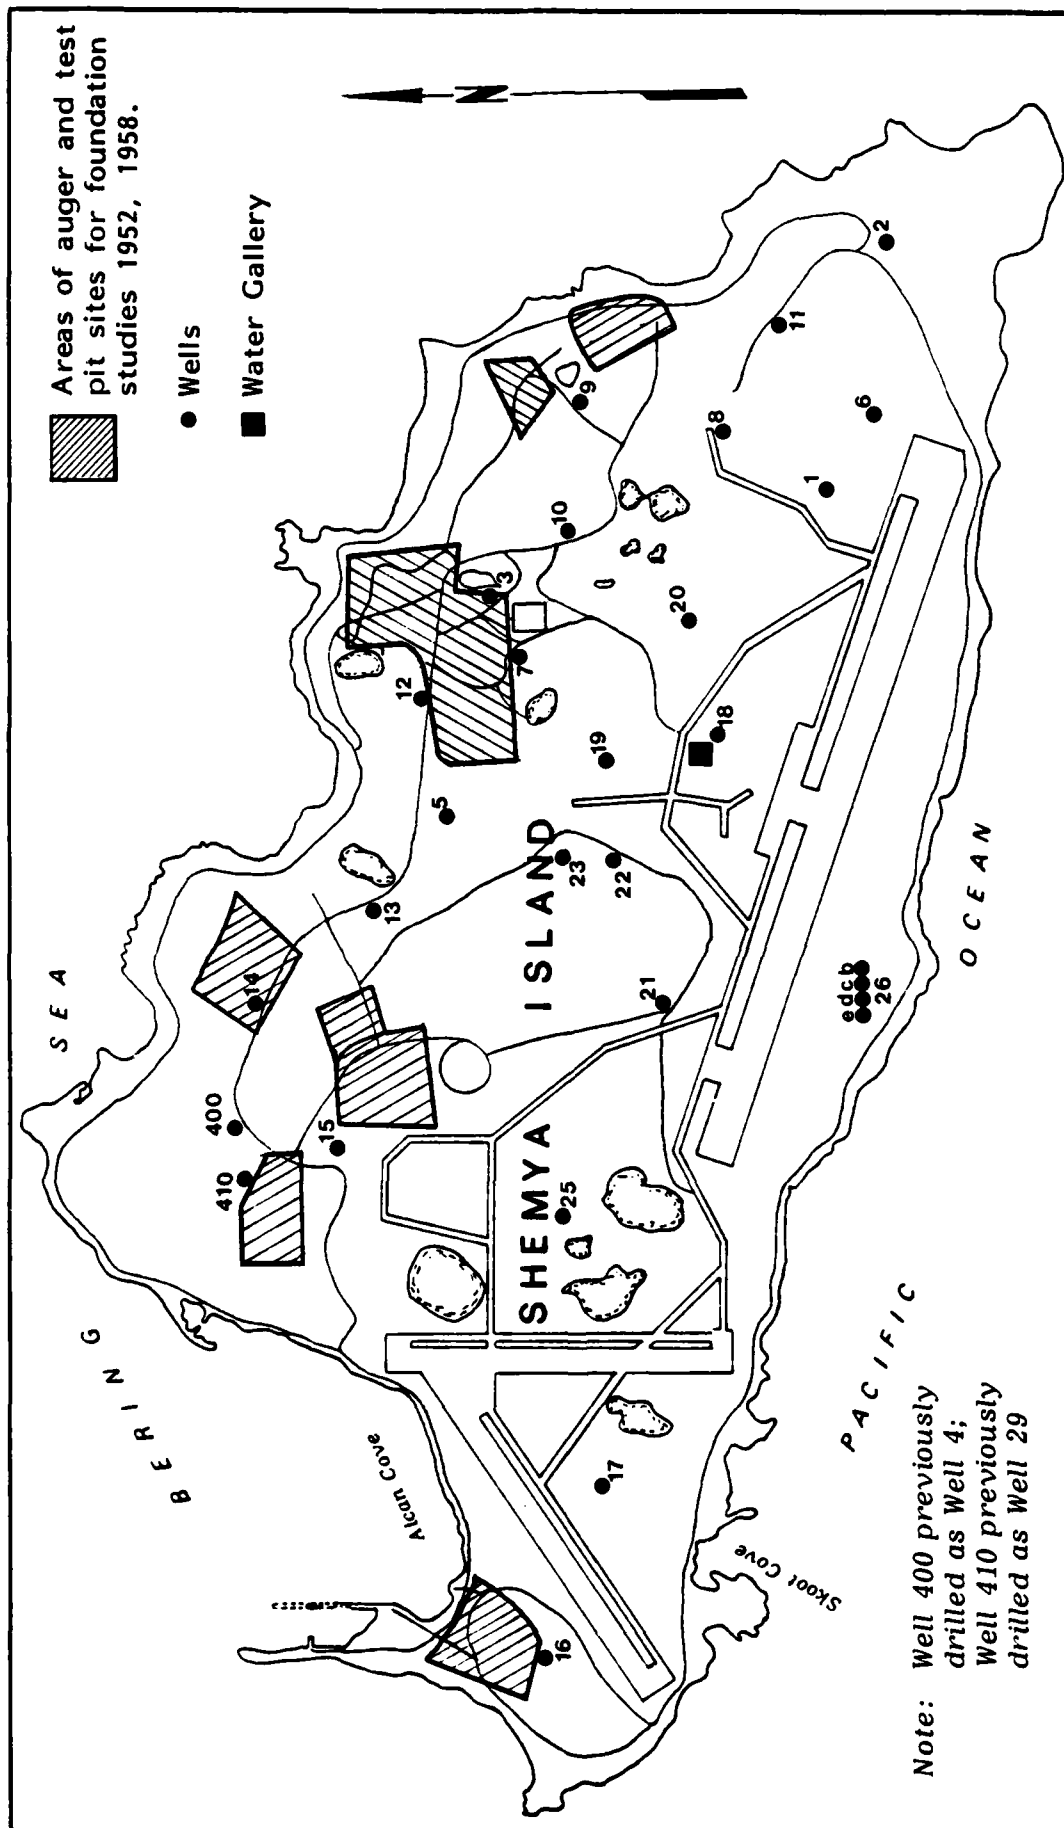 Areas of auger and test
pit sites for foundation
studies 1952, 1958.
Wells
Water Gallery
N
BERING
SEA
Alcan Cove
SHEMYA
ISLAND
PACIFIC
OCEAN
Skoot Cove
16
17
410
400
15
14
13
25
21
23
22
5
12
7
3
19
18
20
10
9
8
1
6
11
2
edcb
26
Note: Well 400 previously
drilled as Well 4;
Well 410 previously
drilled as Well 29